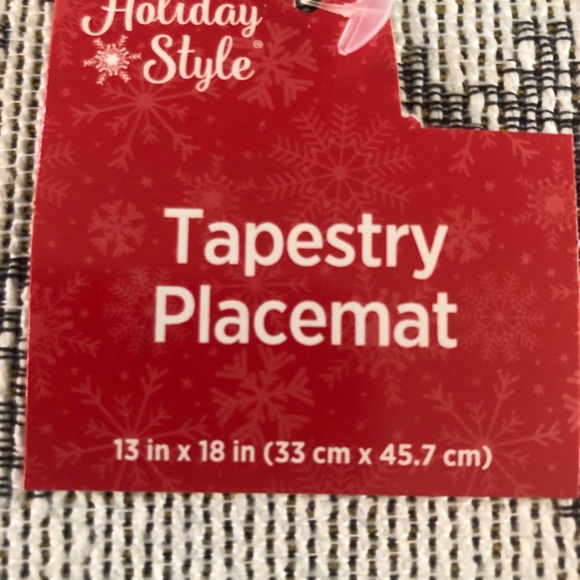 Holiday
Style®
Tapestry
Placemat
13 in x 18 in (33 cm x 45.7 cm)